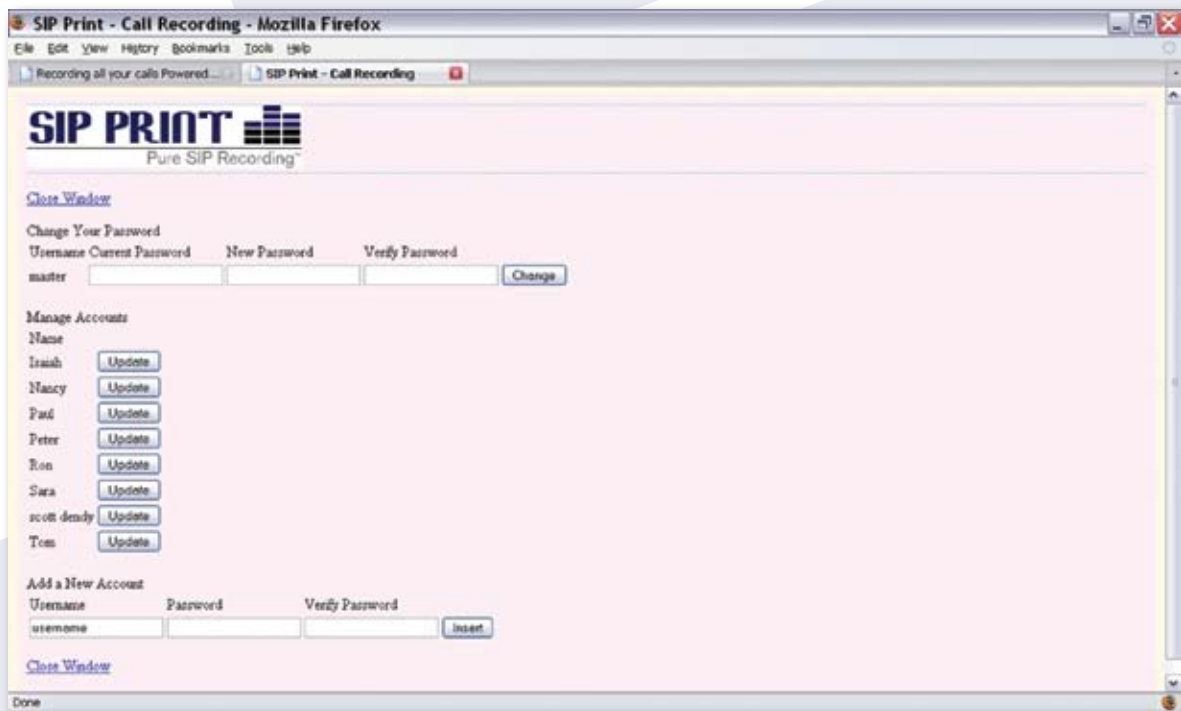 SIP Print - Call Recording - Mozilla Firefox
File Edit View History Bookmarks Tools Help
Recording all your calls Powered... SIP Print - Call Recording
SIP PRINT
Pure SIP Recording™
Close Window
Change Your Password
Username Current Password New Password Verify Password
master Change
Manage Accounts
Name
Isaiah Update
Nancy Update
Paul Update
Peter Update
Ron Update
Sara Update
scott dendy Update
Tom Update
Add a New Account
Username Password Verify Password
username Insert
Close Window
Done